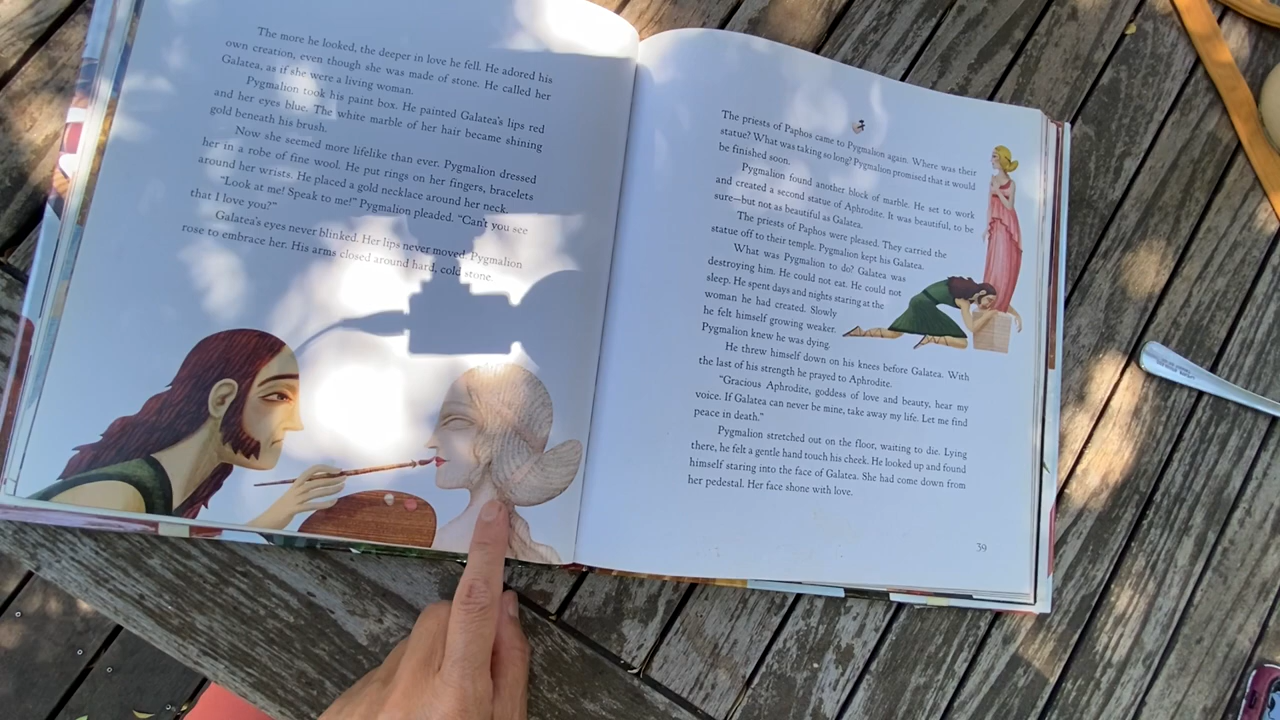 The more he looked, the deeper in love he fell. He adored his
own creation, even though she was made of stone. He called her
Galatea, as if she were a living woman.
Pygmalion took his paint box. He painted Galatea's lips red
and her eyes blue. The white marble of her hair became shining
gold beneath his brush.
Now she seemed more lifelike than ever. Pygmalion dressed
her in a robe of fine wool. He put rings on her fingers, bracelets
around her wrists. He placed a gold necklace around her neck.
"Look at me! Speak to me!" Pygmalion pleaded. "Can't you see
that I love you?"
Galatea's eyes never blinked. Her lips never moved. Pygmalion
rose to embrace her. His arms closed around hard, cold stone.
The priests of Paphos came to Pygmalion again. Where was their
statue? What was taking so long? Pygmalion promised that it would
be finished soon.
Pygmalion found another block of marble. He set to work
and created a second statue of Aphrodite. It was beautiful, to be
sure—but not as beautiful as Galatea.
The priests of Paphos were pleased. They carried the
statue off to their temple. Pygmalion kept his Galatea.
What was Pygmalion to do? Galatea was
destroying him. He could not eat. He could not
sleep. He spent days and nights staring at the
woman he had created. Slowly
he felt himself growing weaker.
Pygmalion knew he was dying.
He threw himself down on his knees before Galatea. With
the last of his strength he prayed to Aphrodite.
"Gracious Aphrodite, goddess of love and beauty, hear my
voice. If Galatea can never be mine, take away my life. Let me find
peace in death."
Pygmalion stretched out on the floor, waiting to die. Lying
there, he felt a gentle hand touch his cheek. He looked up and found
himself staring into the face of Galatea. She had come down from
her pedestal. Her face shone with love.
39